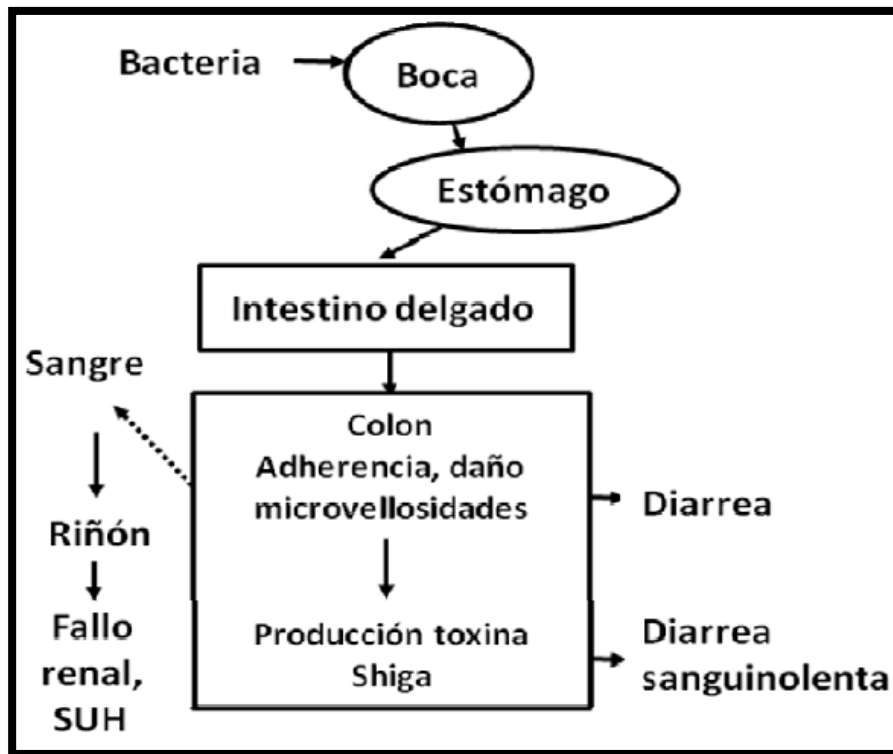 Bacteria
Boca
Estómago
Intestino delgado
Sangre
Colon
Adherencia, daño
microvellosidades
Diarrea
Riñón
Fallo
renal,
SUH
Producción toxina
Shiga
Diarrea
sanguinolenta